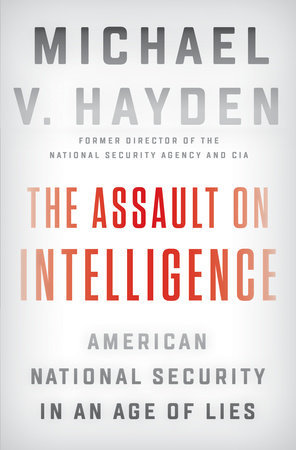 MICHAEL
V. HAYDEN
FORMER DIRECTOR OF THE
NATIONAL SECURITY AGENCY AND CIA
THE ASSAULT ON
INTELLIGENCE
AMERICAN
NATIONAL SECURITY
IN AN AGE OF LIES